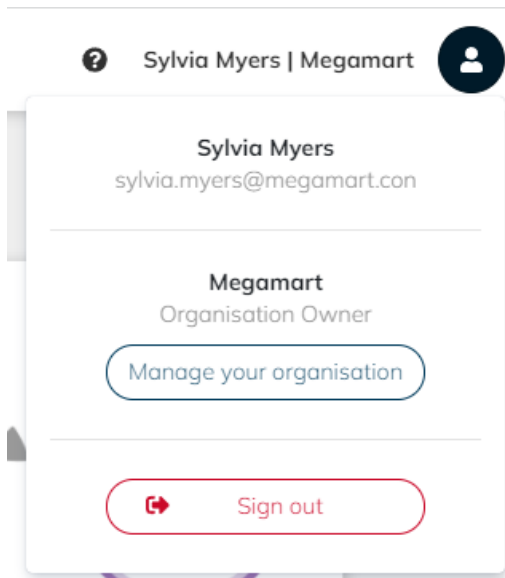 Sylvia Myers | Megamart
Sylvia Myers
sylvia.myers@megamart.con
Megamart
Organisation Owner
Manage your organisation
Sign out